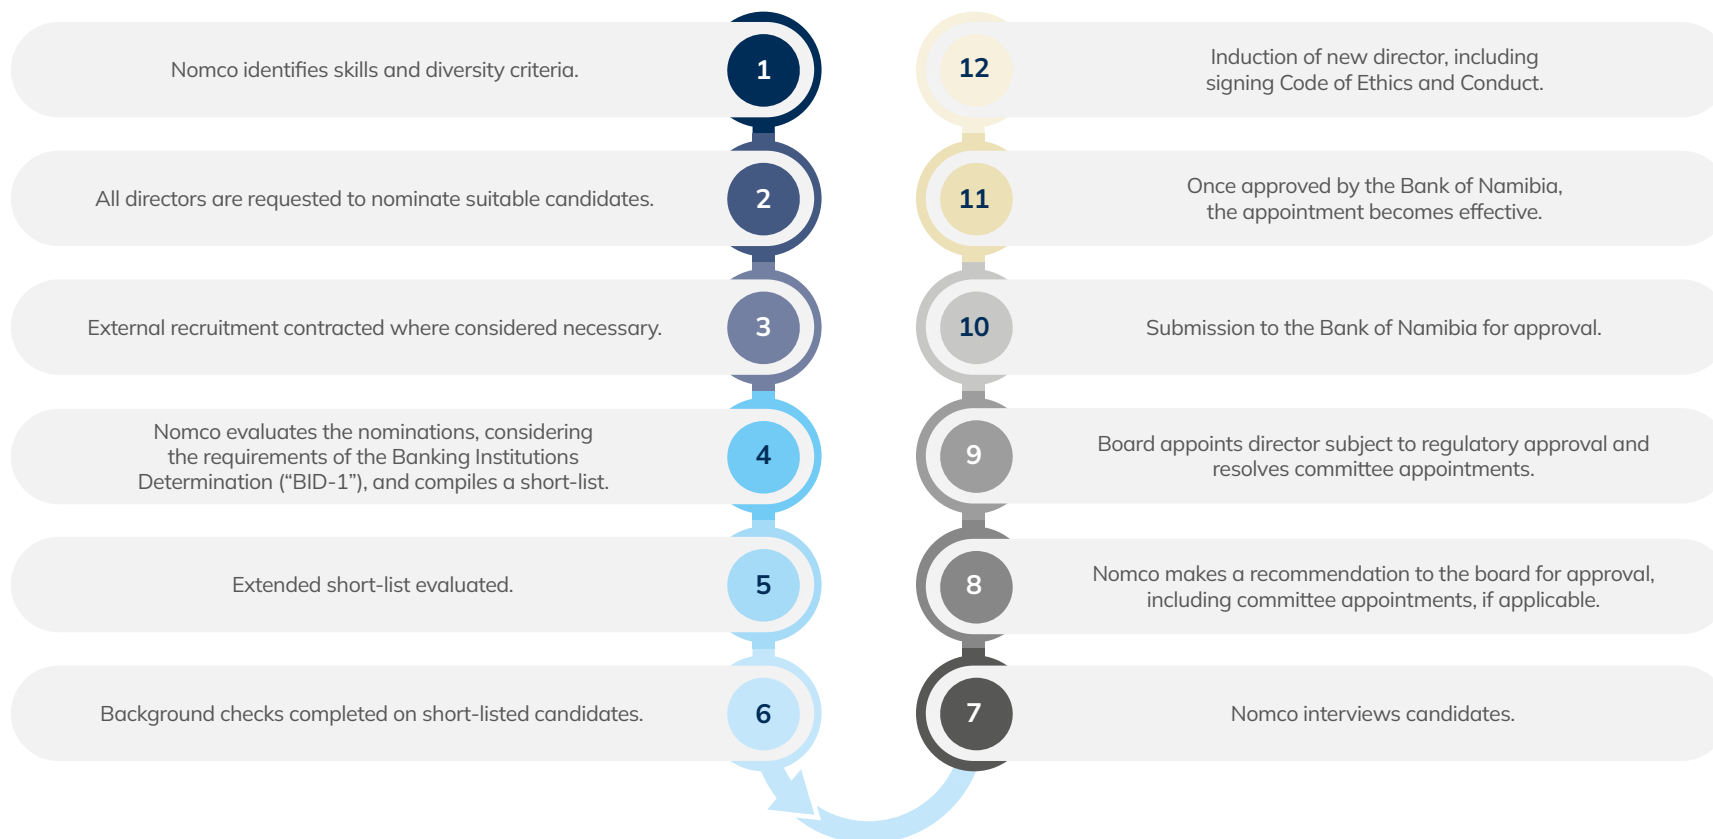 1
Nomco identifies skills and diversity criteria.
2
All directors are requested to nominate suitable candidates.
3
External recruitment contracted where considered necessary.
4
Nomco evaluates the nominations, considering
the requirements of the Banking Institutions
Determination (“BID-1”), and compiles a short-list.
5
Extended short-list evaluated.
6
Background checks completed on short-listed candidates.
7
Nomco interviews candidates.
8
Nomco makes a recommendation to the board for approval,
including committee appointments, if applicable.
9
Board appoints director subject to regulatory approval and
resolves committee appointments.
10
Submission to the Bank of Namibia for approval.
11
Once approved by the Bank of Namibia,
the appointment becomes effective.
12
Induction of new director, including
signing Code of Ethics and Conduct.